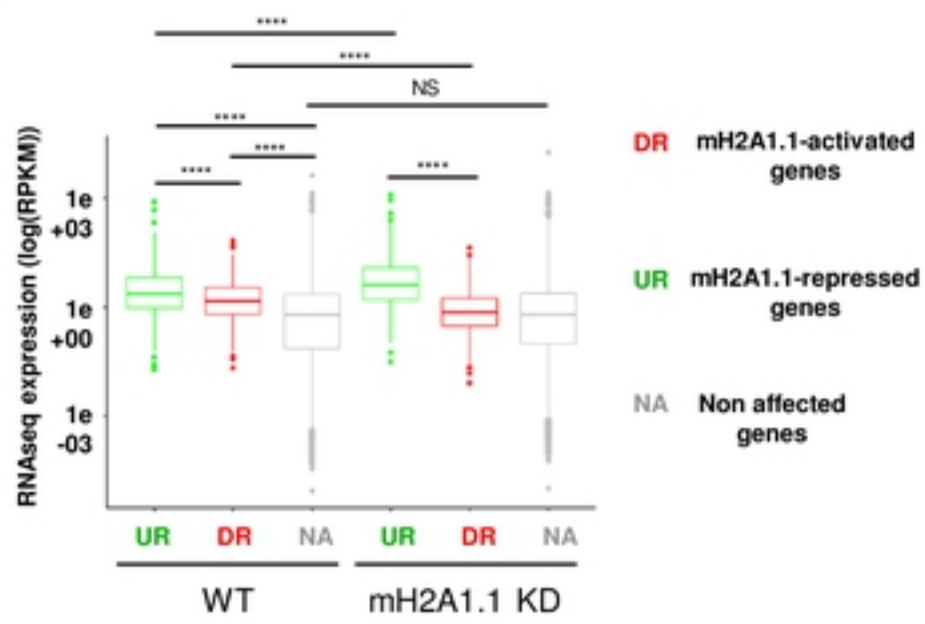 ****
****
NS
****
****
****
****
RNAseq expression (log(RPKM))
1e
+03
1e
+00
1e
-03
UR DR NA UR DR NA
WT mH2A1.1 KD
DR mH2A1.1-activated
genes
UR mH2A1.1-repressed
genes
NA Non affected
genes